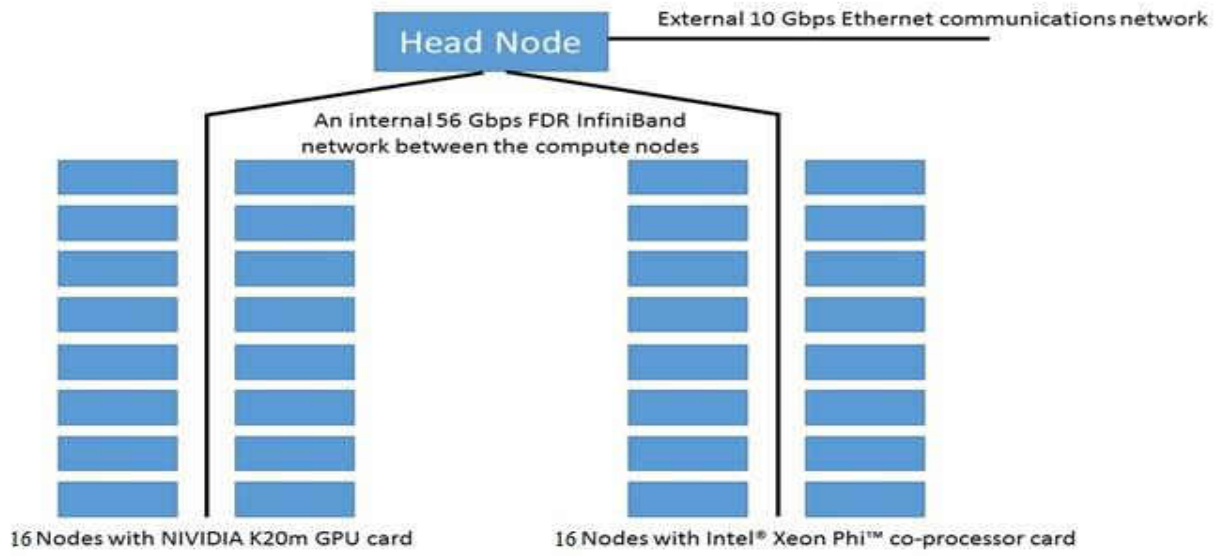 External 10 Gbps Ethernet communications network
Head Node
An internal 56 Gbps FDR InfiniBand
network between the compute nodes
16 Nodes with NIVIDIA K20m GPU card
16 Nodes with Intel® Xeon Phi™ co-processor card